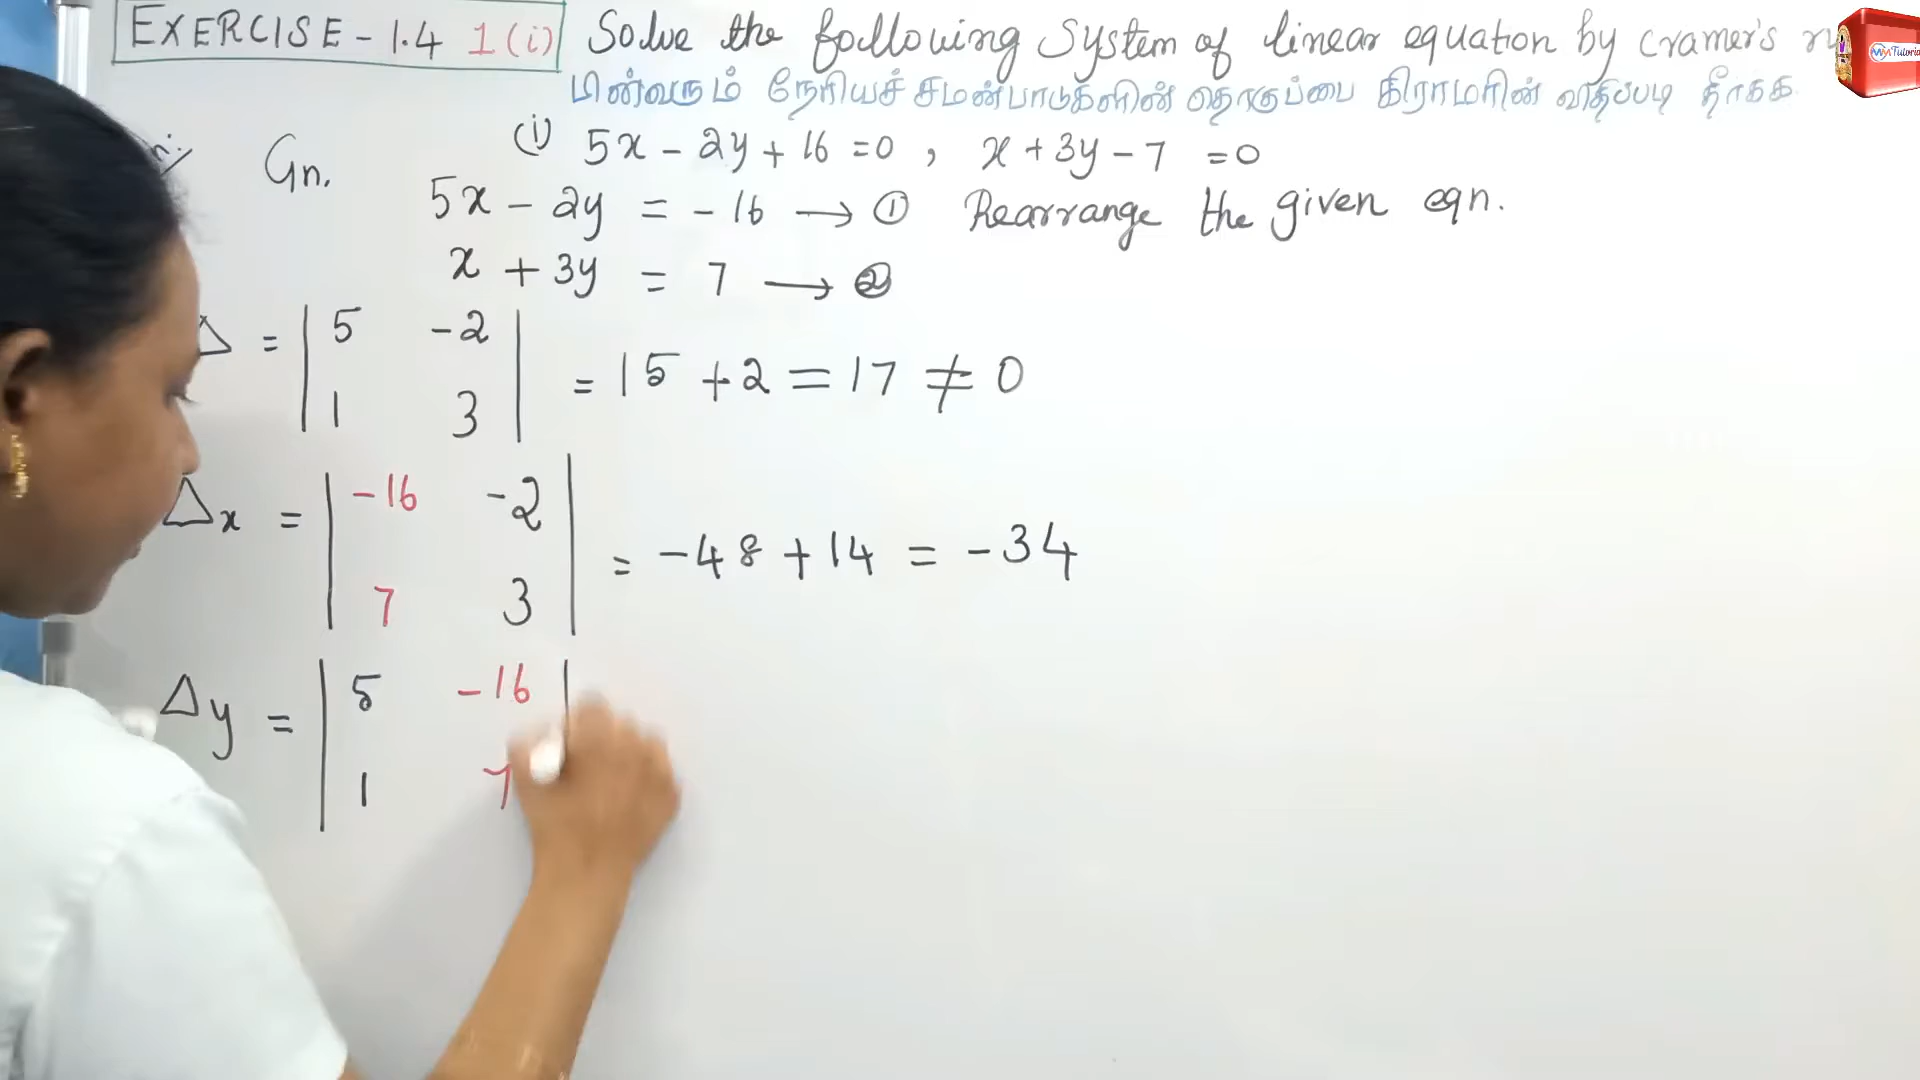 EXERCISE - 1.4 1 (i) Solve the following system of linear equation by cramer's
பின்வரும் நேரியச் சமன்பாடுகளின் தொகுப்பை கிராமரின் விதிப்படி தீர்க்க.
(i) 5x - 2y + 16 = 0 , x + 3y - 7 = 0
Gn.
5x - 2y = - 16 → ① Rearrange the given eqn.
x + 3y = 7 → ②
Δ = | 5 -2 | = 15 + 2 = 17 ≠ 0
| 1 3 |
Δx = | -16 -2 | = -48 + 14 = -34
| 7 3 |
Δy = | 5 -16 |
| 1 7